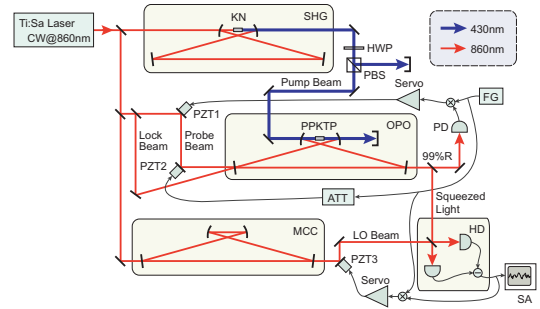 Ti:Sa Laser
CW@860nm
KN
SHG
430nm
860nm
HWP
PBS
Pump Beam
Servo
FG
PZT1
PD
Lock
Beam
Probe
Beam
PPKTP
OPO
PZT2
99%R
ATT
Squeezed
Light
MCC
LO Beam
HD
PZT3
Servo
SA